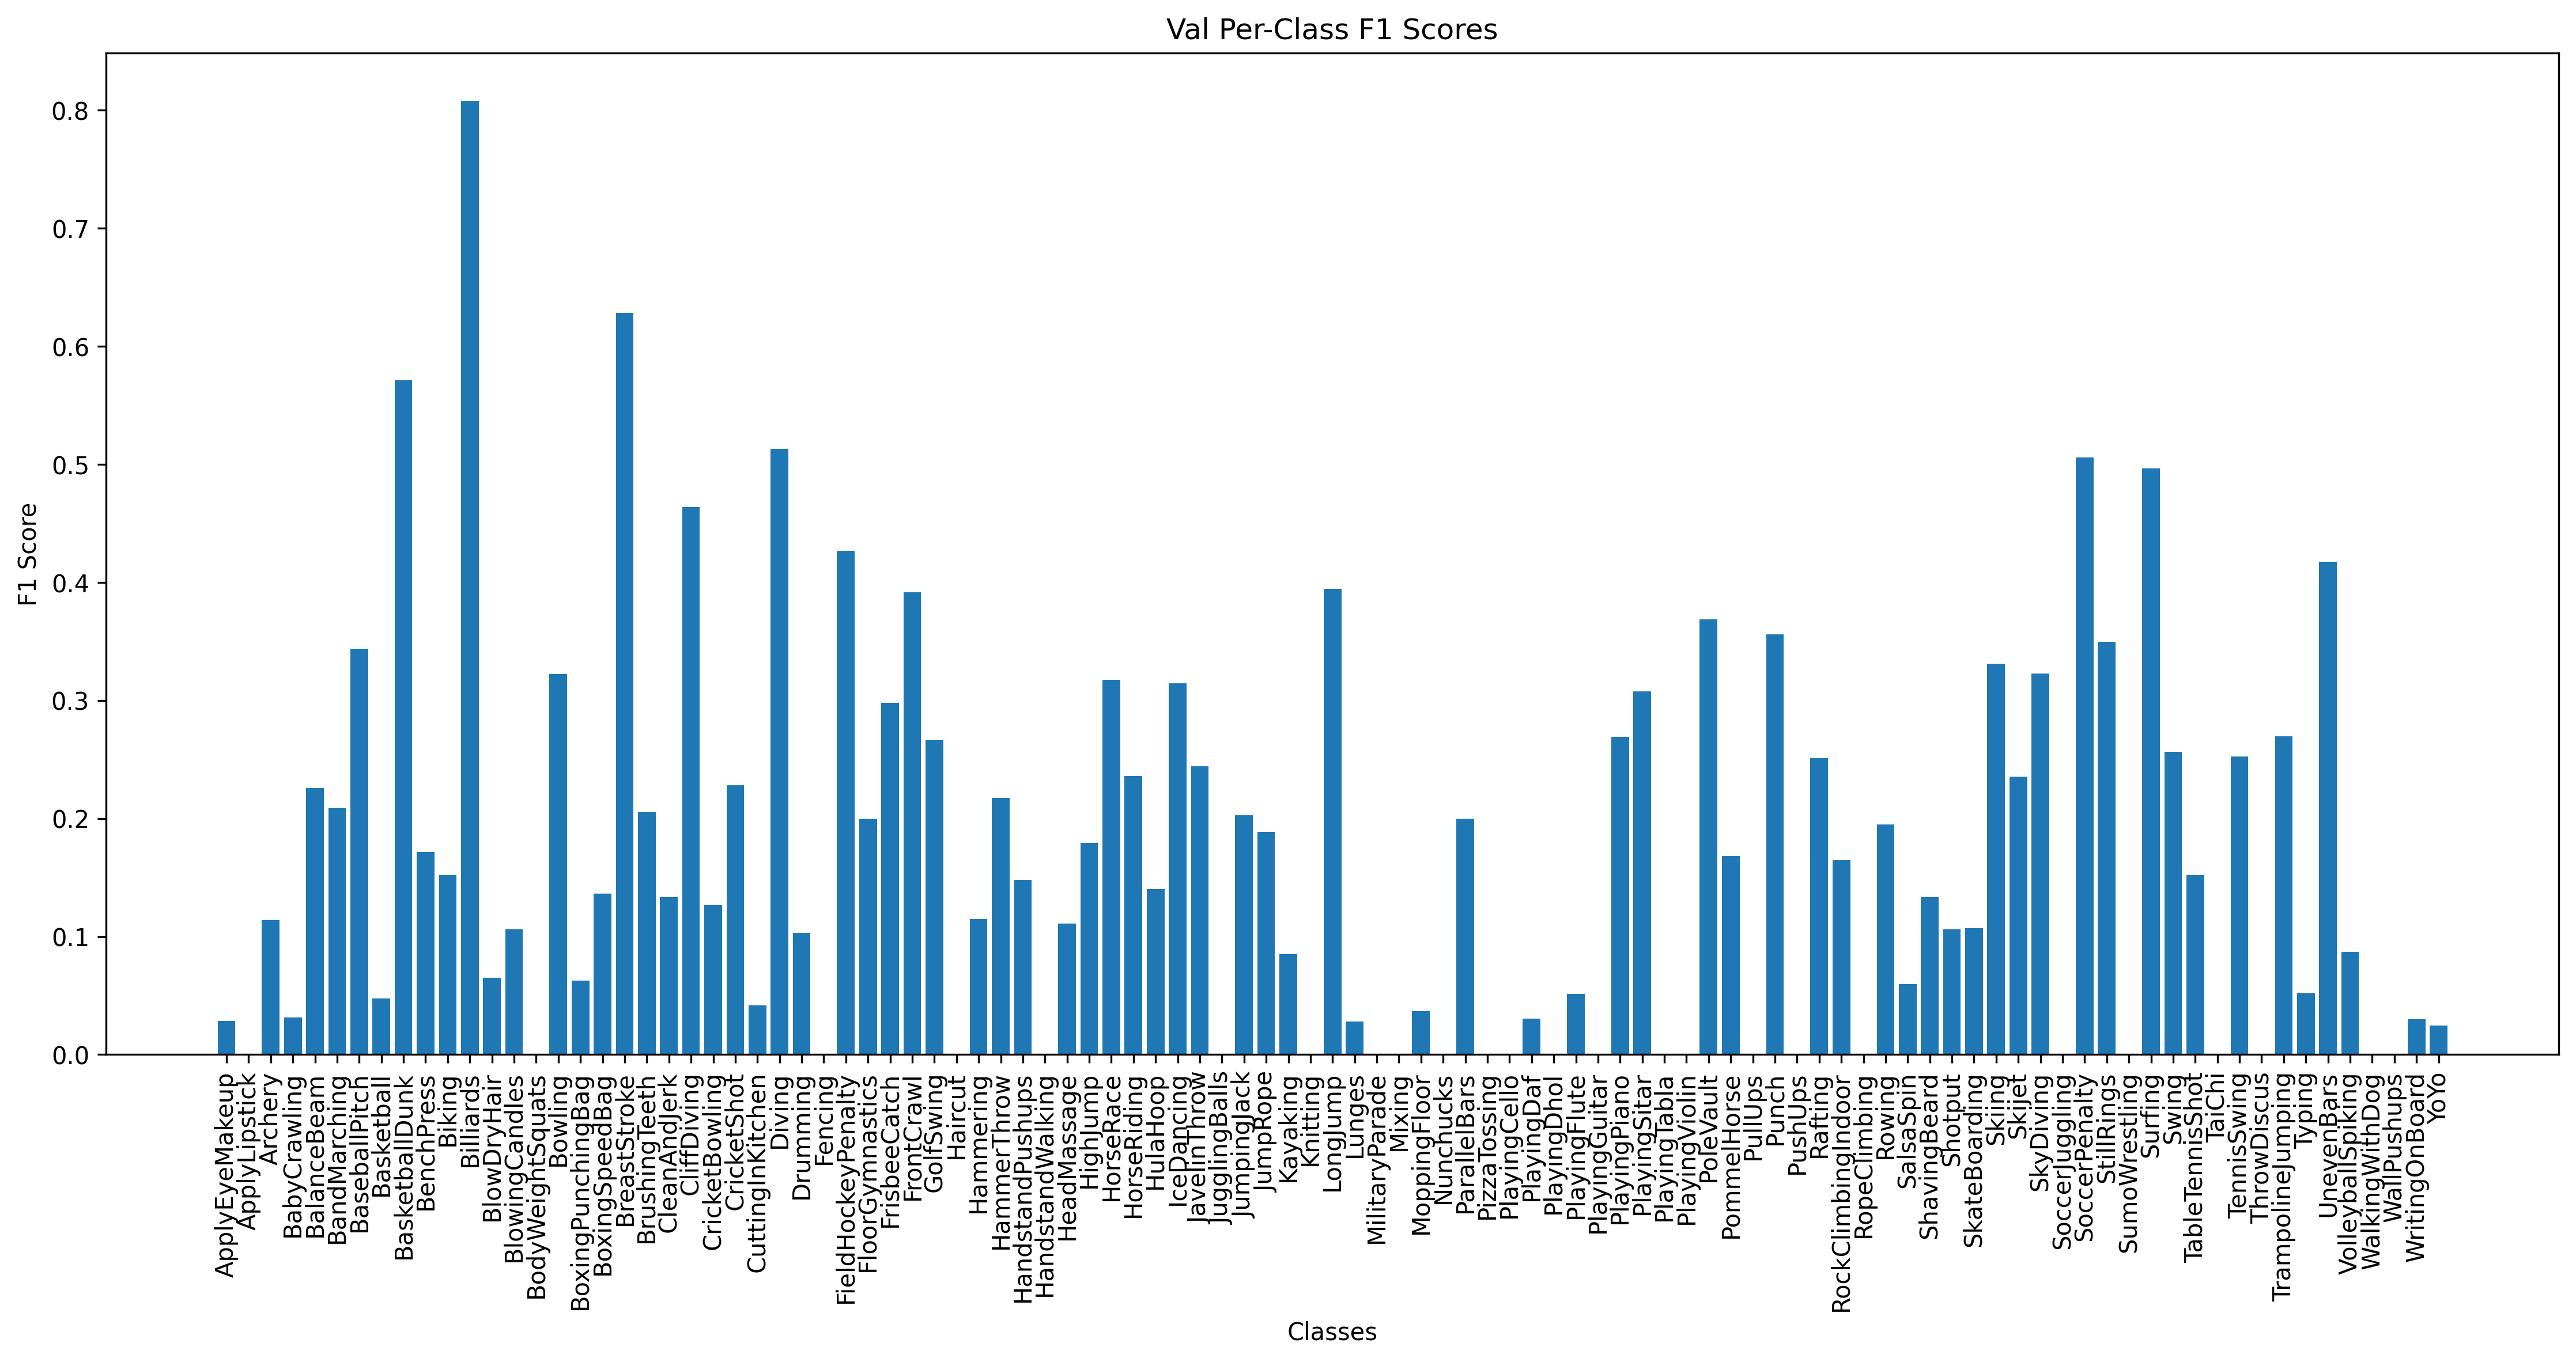 Val Per-Class F1 Scores
F1 Score
0.8
0.7
0.6
0.5
0.4
0.3
0.2
0.1
0.0
ApplyEyeMakeup
ApplyLipstick
Archery
BabyCrawling
BalanceBeam
BandMarching
BaseballPitch
Basketball
BasketballDunk
BenchPress
Biking
Billiards
BlowDryHair
BlowingCandles
BodyWeightSquats
Bowling
BoxingPunchingBag
BoxingSpeedBag
BreastStroke
BrushingTeeth
CleanAndJerk
CliffDiving
CricketBowling
CricketShot
CuttingInKitchen
Diving
Drumming
Fencing
FieldHockeyPenalty
FloorGymnastics
FrisbeeCatch
FrontCrawl
GolfSwing
Haircut
Hammering
HammerThrow
HandstandPushups
HandstandWalking
HeadMassage
HighJump
HorseRace
HorseRiding
HulaHoop
IceDancing
JavelinThrow
JugglingBalls
JumpingJack
JumpRope
Kayaking
Knitting
LongJump
Lunges
MilitaryParade
Mixing
MoppingFloor
Nunchucks
ParallelBars
PizzaTossing
PlayingCello
PlayingDaf
PlayingDhol
PlayingFlute
PlayingGuitar
PlayingPiano
PlayingSitar
PlayingTabla
PlayingViolin
PoleVault
PommelHorse
PullUps
Punch
PushUps
Rafting
RockClimbingIndoor
RopeClimbing
Rowing
SalsaSpin
ShavingBeard
Shotput
SkateBoarding
Skiing
Skijet
SkyDiving
SoccerJuggling
SoccerPenalty
StillRings
SumoWrestling
Surfing
Swing
TableTennisShot
TaiChi
TennisSwing
ThrowDiscus
TrampolineJumping
Typing
UnevenBars
VolleyballSpiking
WalkingWithDog
WallPushups
WritingOnBoard
YoYo
Classes